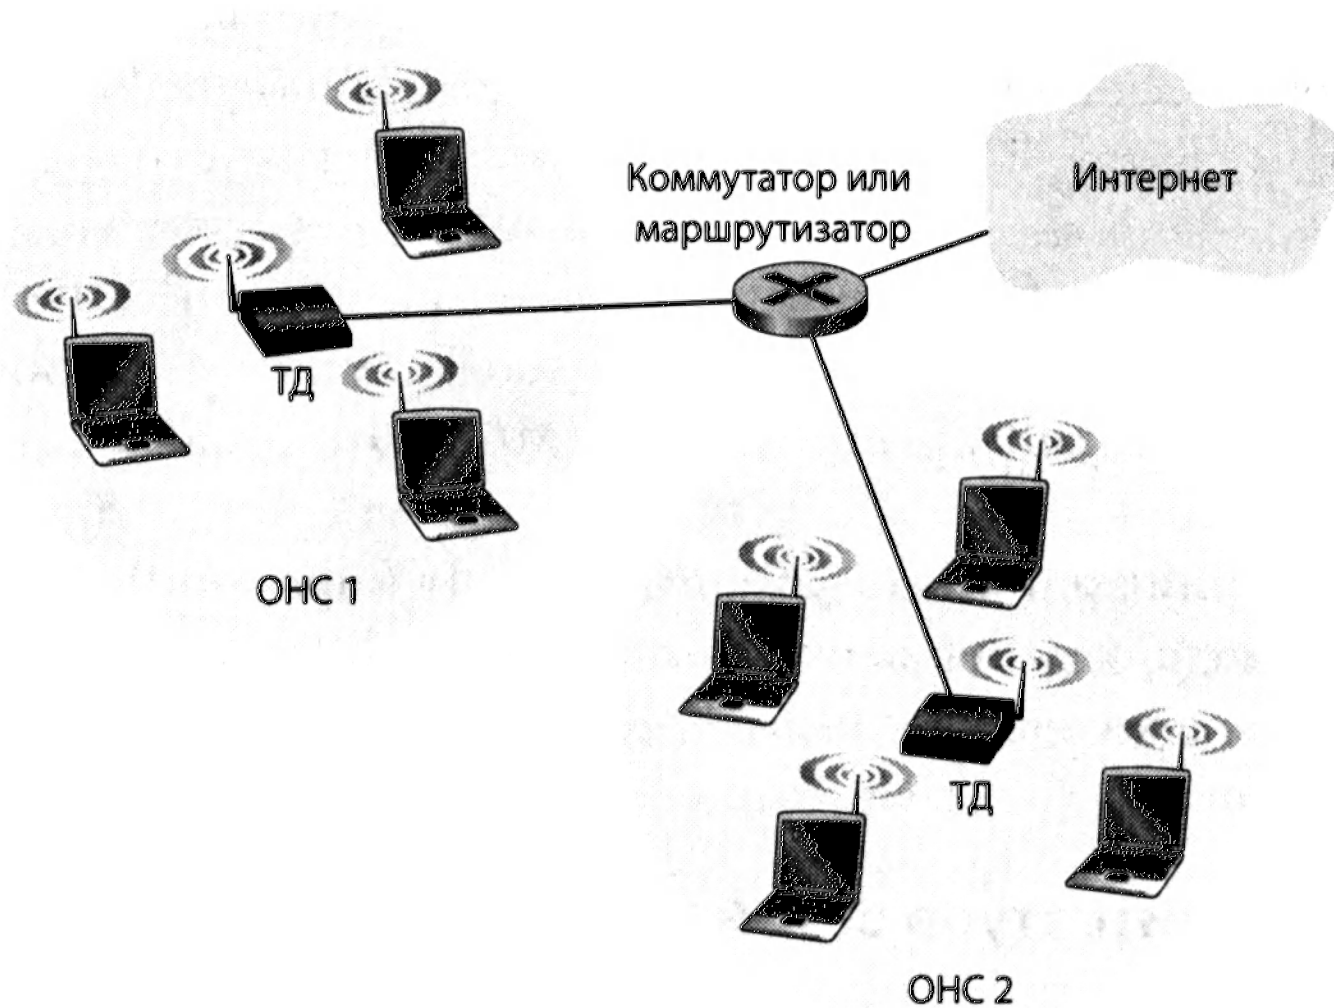 Коммутатор или
маршрутизатор
Интернет
ТД
ОНС 1
ТД
ОНС 2